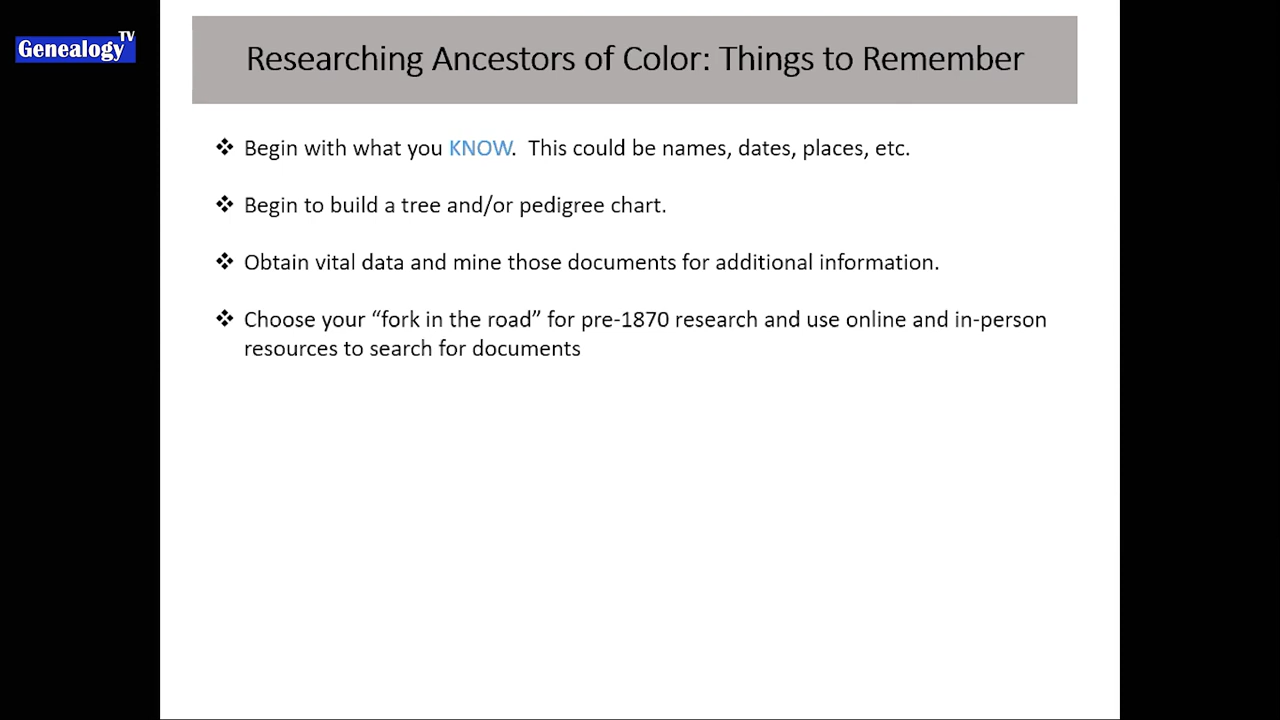 Genealogy TV
Researching Ancestors of Color: Things to Remember
❖ Begin with what you KNOW.  This could be names, dates, places, etc.
❖ Begin to build a tree and/or pedigree chart.
❖ Obtain vital data and mine those documents for additional information.
❖ Choose your “fork in the road” for pre-1870 research and use online and in-person
resources to search for documents